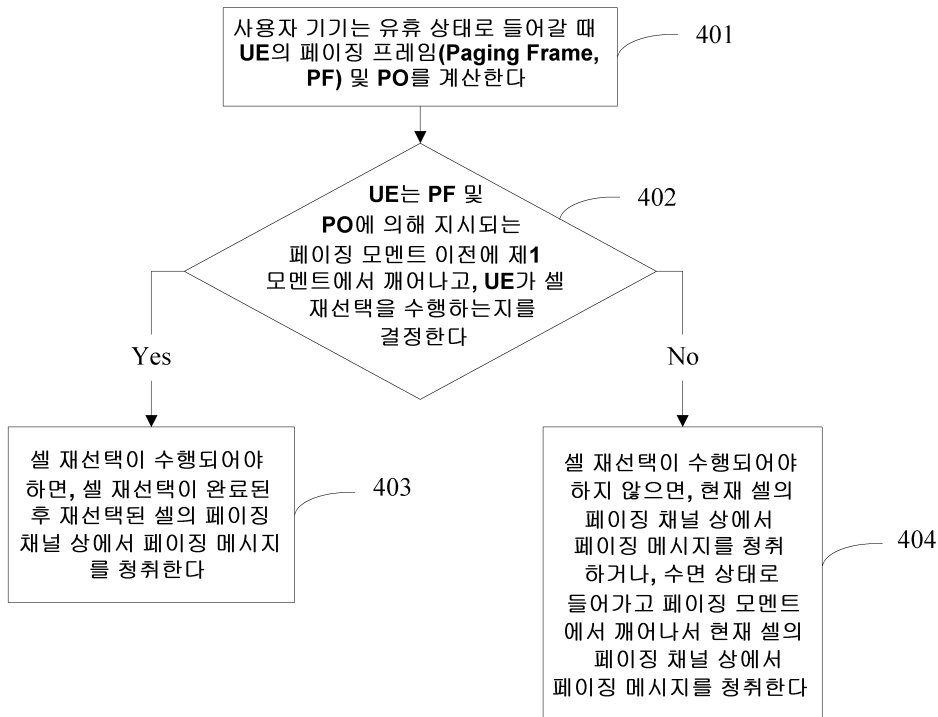 사용자 기기는 유휴 상태로 들어갈 때
UE의 페이징 프레임(Paging Frame,
PF) 및 PO를 계산한다
401
UE는 PF 및
PO에 의해 지시되는
페이징 모멘트 이전에 제1
모멘트에서 깨어나고, UE가 셀
재선택을 수행하는지를
결정한다
402
Yes
No
셀 재선택이 수행되어야
하면, 셀 재선택이 완료된
후 재선택된 셀의 페이징
채널 상에서 페이징 메시지
를 청취한다
403
셀 재선택이 수행되어야
하지 않으면, 현재 셀의
페이징 채널 상에서
페이징 메시지를 청취
하거나, 수면 상태로
들어가고 페이징 모멘트
에서 깨어나서 현재 셀의
페이징 채널 상에서
페이징 메시지를 청취한다
404